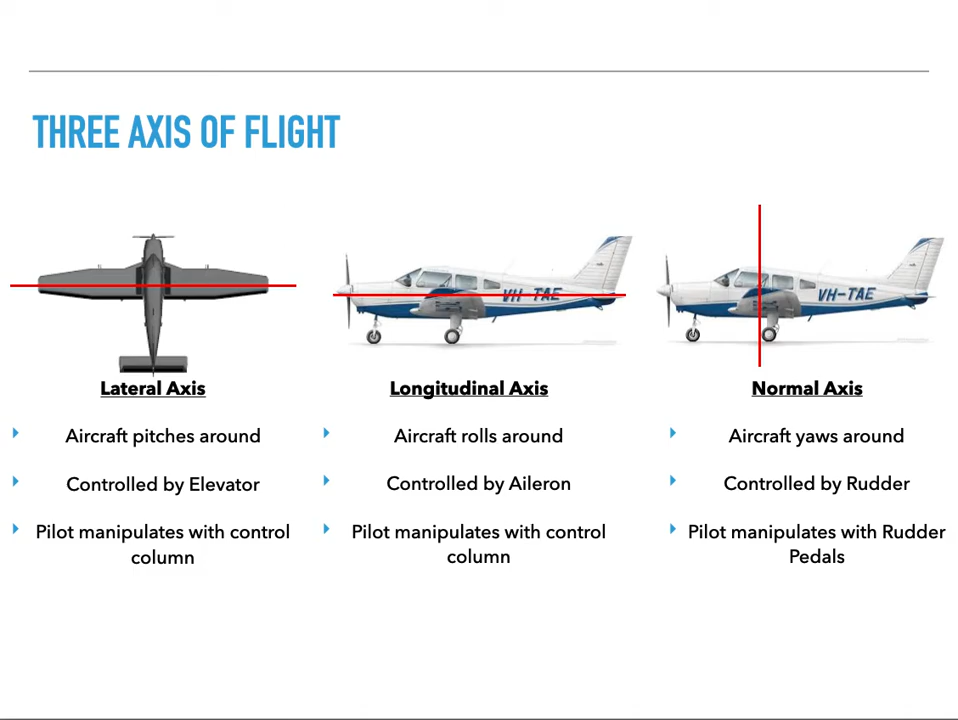 THREE AXIS OF FLIGHT
VH-TAE
VH-TAE
Lateral Axis
Aircraft pitches around
Controlled by Elevator
Pilot manipulates with control
column
Longitudinal Axis
Aircraft rolls around
Controlled by Aileron
Pilot manipulates with control
column
Normal Axis
Aircraft yaws around
Controlled by Rudder
Pilot manipulates with Rudder
Pedals